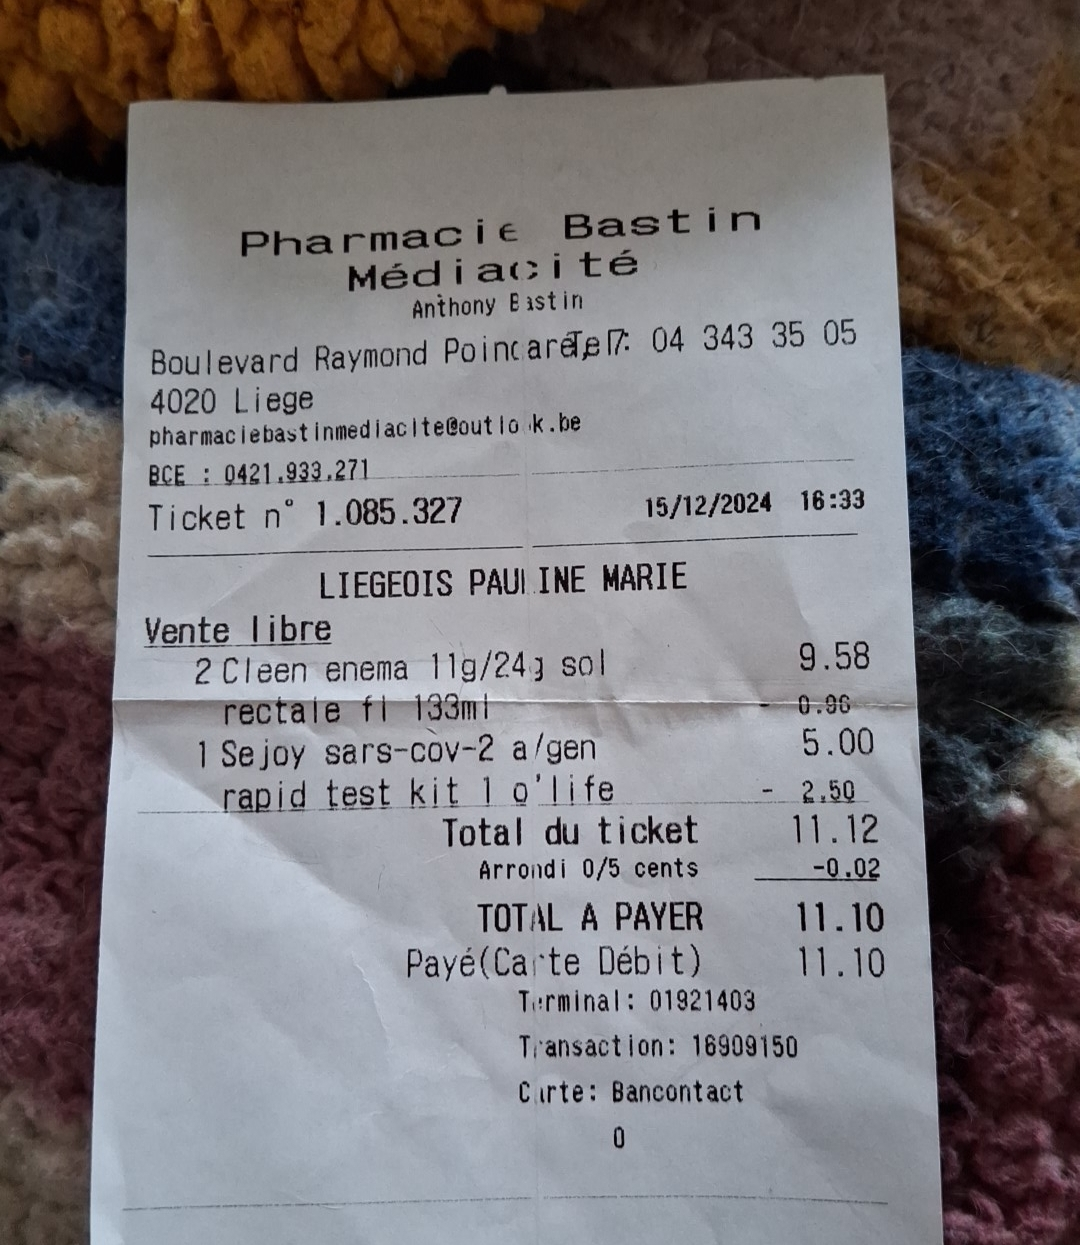 Pharmacie Bastin
Médiacité
Anthony Bastin
Boulevard Raymond Poincaré, 7 Tel: 04 343 35 05
4020 Liege
pharmaciebastinmediacite@outlook.be
BCE : 0421.933.271
Ticket n° 1.085.327 15/12/2024 16:33
LIEGEOIS PAULINE MARIE
Vente libre
2 Cleen enema 11g/24g sol 9.58
rectale fl 133ml - 0.96
1 Sejoy sars-cov-2 a/gen 5.00
rapid test kit 1 o'life - 2.50
Total du ticket 11.12
Arrondi 0/5 cents -0.02
TOTAL A PAYER 11.10
Payé(Carte Débit) 11.10
Terminal: 01921403
Transaction: 16909150
Carte: Bancontact
0